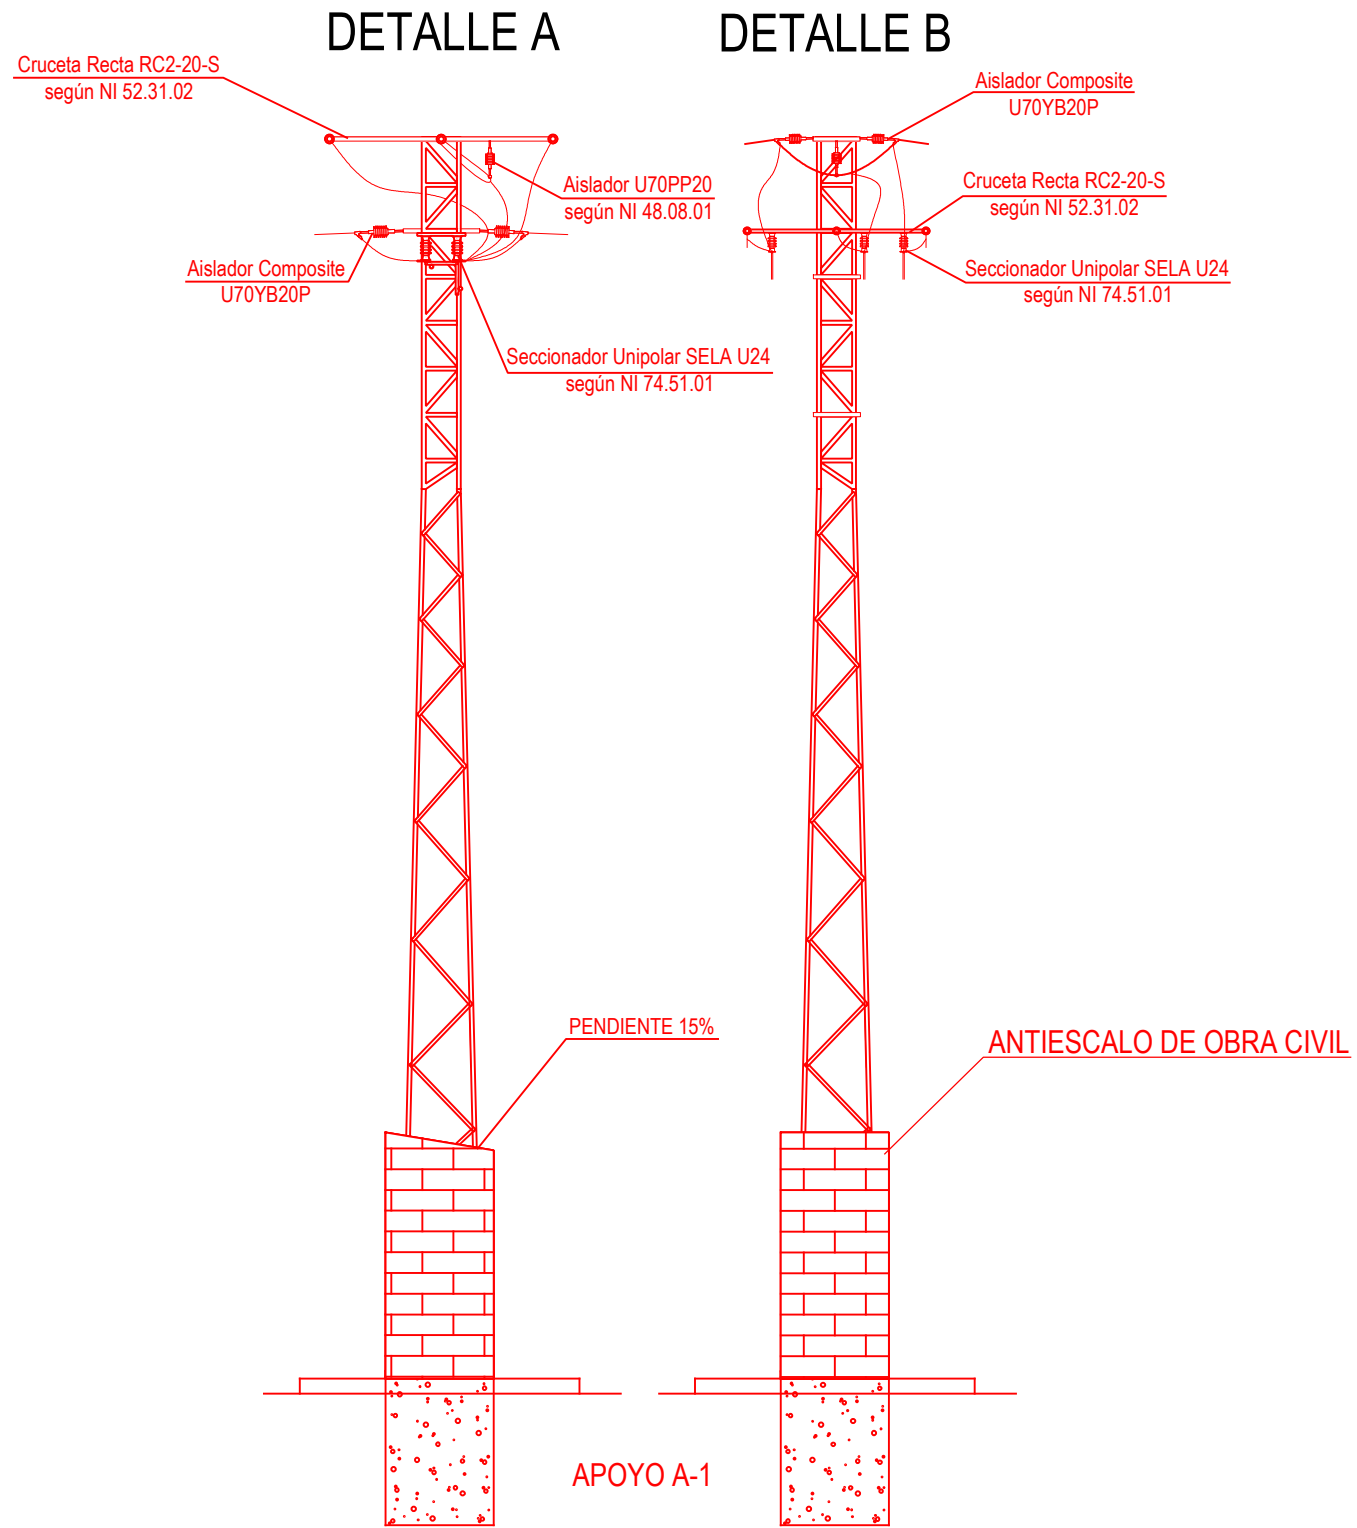 DETALLE A
DETALLE B
Cruceta Recta RC2-20-S
según NI 52.31.02
Aislador U70PP20
según NI 48.08.01
Aislador Composite
U70YB20P
Seccionador Unipolar SELA U24
según NI 74.51.01
PENDIENTE 15%
Aislador Composite
U70YB20P
Cruceta Recta RC2-20-S
según NI 52.31.02
Seccionador Unipolar SELA U24
según NI 74.51.01
ANTIESCALO DE OBRA CIVIL
APOYO A-1